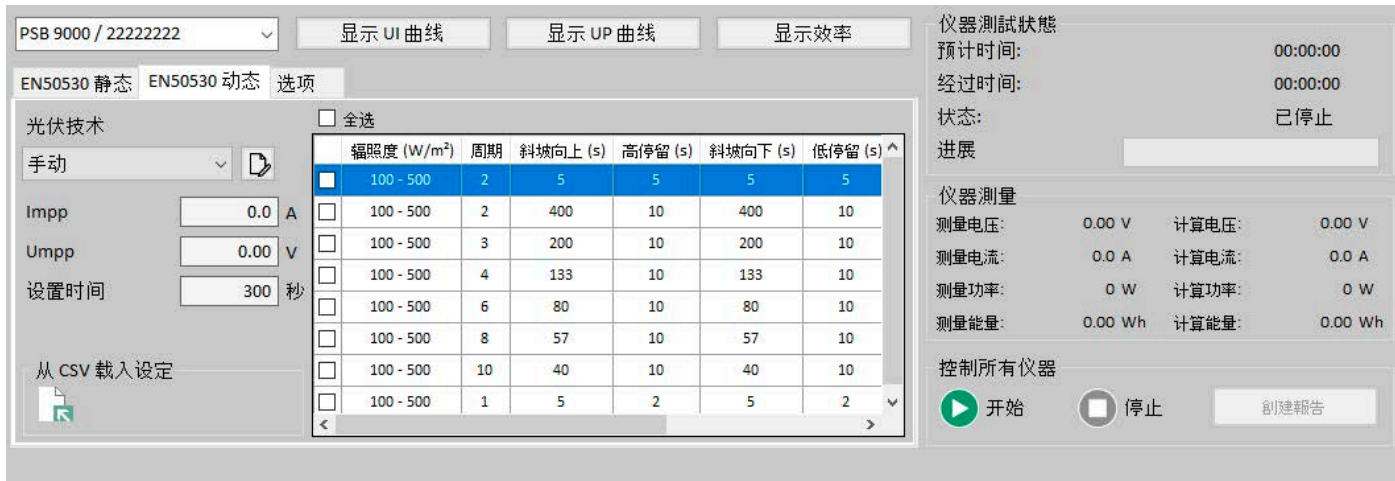 PSB 9000 / 22222222
显示 UI 曲线
显示 UP 曲线
显示效率
EN50530 静态
EN50530 动态
选项
光伏技术
手动
Impp 0.0 A
Umpp 0.00 V
设置时间 300 秒
从 CSV 载入设定
全选
辐照度 (W/m²) 周期 斜坡向上 (s) 高停留 (s) 斜坡向下 (s) 低停留 (s)
100 - 500 2 5 5 5 5
100 - 500 2 400 10 400 10
100 - 500 3 200 10 200 10
100 - 500 4 133 10 133 10
100 - 500 6 80 10 80 10
100 - 500 8 57 10 57 10
100 - 500 10 40 10 40 10
100 - 500 1 5 2 5 2
仪器测試狀態
预计时间: 00:00:00
经过时间: 00:00:00
状态: 已停止
进展
仪器测量
测量电压: 0.00 V 计算电压: 0.00 V
测量电流: 0.0 A 计算电流: 0.0 A
测量功率: 0 W 计算功率: 0 W
测量能量: 0.00 Wh 计算能量: 0.00 Wh
控制所有仪器
开始
停止
創建報告